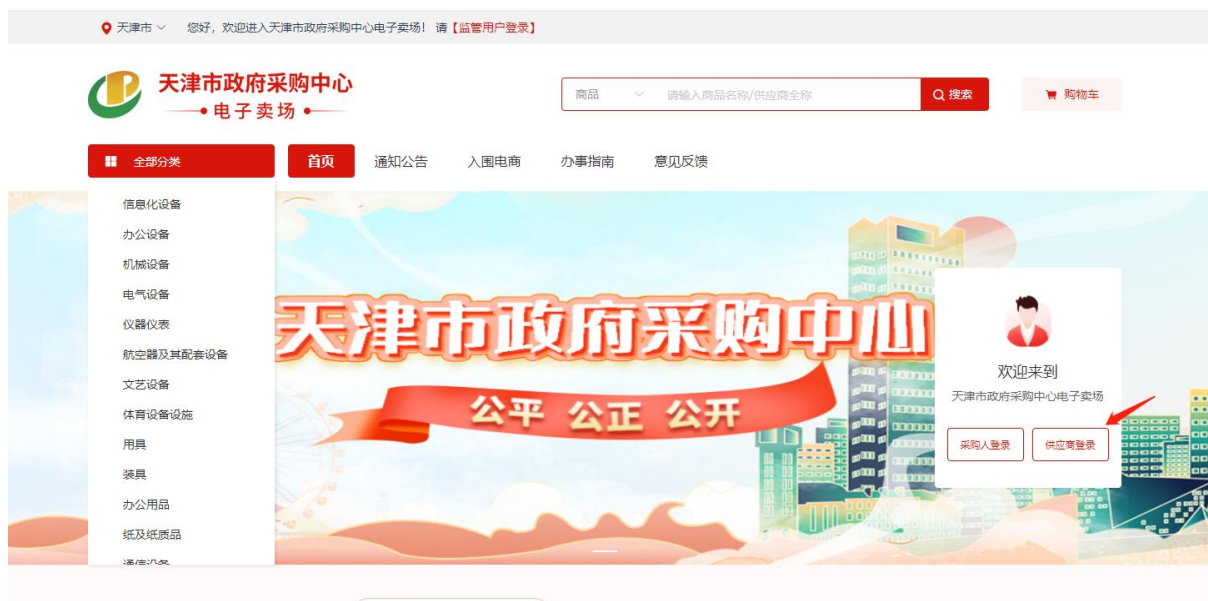 天津市
您好，欢迎进入天津市政府采购中心电子卖场！ 请【监管用户登录】
天津市政府采购中心
电子卖场
商品
请输入商品名称/供应商全称
搜索
购物车
全部分类
首页
通知公告
入围电商
办事指南
意见反馈
信息化设备
办公设备
机械设备
电气设备
仪器仪表
航空器及其配套设备
文艺设备
体育设备设施
用具
装具
办公用品
纸及纸质品
通信设备
天津市政府采购中心
公平 公正 公开
欢迎来到
天津市政府采购中心电子卖场
采购人登录
供应商登录